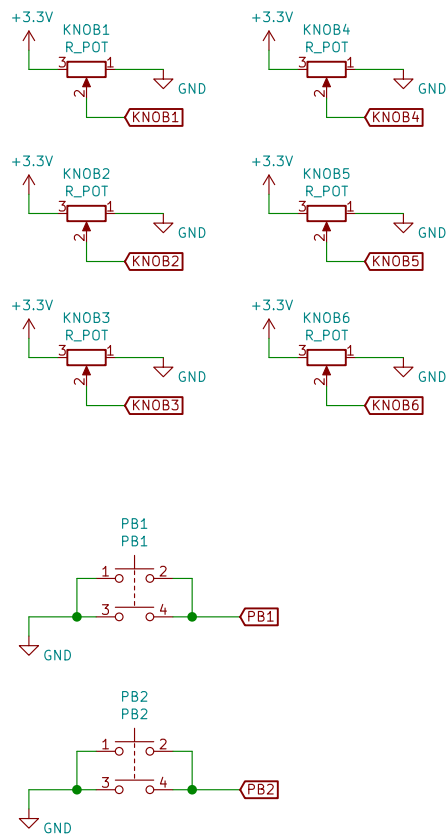 +3.3V
KNOB1
R_POT
3
1
2
GND
KNOB1
+3.3V
KNOB4
R_POT
3
1
2
GND
KNOB4
+3.3V
KNOB2
R_POT
3
1
2
GND
KNOB2
+3.3V
KNOB5
R_POT
3
1
2
GND
KNOB5
+3.3V
KNOB3
R_POT
3
1
2
GND
KNOB3
+3.3V
KNOB6
R_POT
3
1
2
GND
KNOB6
PB1
PB1
1
2
3
4
PB1
GND
PB2
PB2
1
2
3
4
PB2
GND